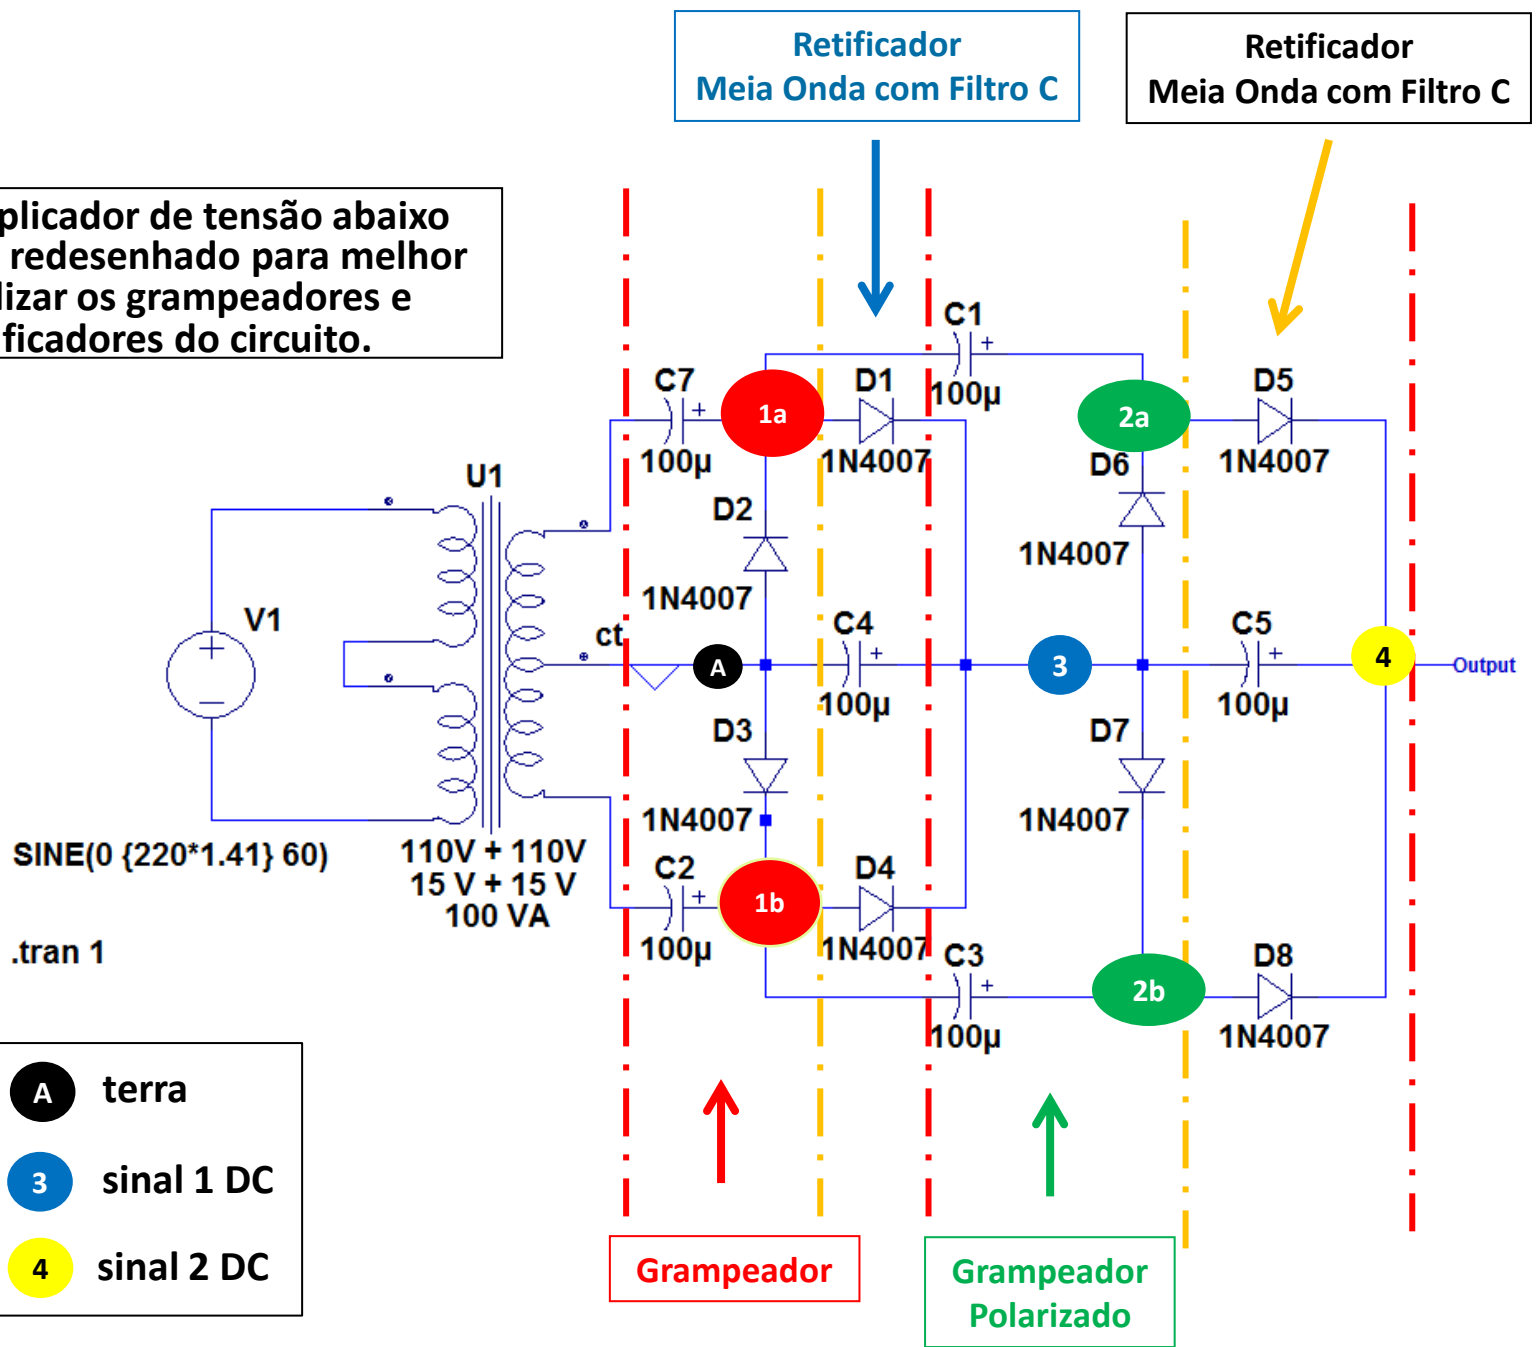 Retificador
Meia Onda com Filtro C
Retificador
Meia Onda com Filtro C
plicador de tensão abaixo
redesenhado para melhor
lizar os grampeadores e
ficadores do circuito.
C1
+
100µ
C7
+
100µ
1a
D1
1N4007
2a
D5
1N4007
D6
1N4007
U1
D2
1N4007
V1
ct
A
C4
+
100µ
3
C5
+
100µ
4
Output
D3
1N4007
D7
1N4007
SINE(0 {220*1.41} 60)
110V + 110V
15 V + 15 V
100 VA
C2
+
100µ
1b
D4
1N4007
.tran 1
C3
+
100µ
2b
D8
1N4007
A terra
3 sinal 1 DC
4 sinal 2 DC
Grampeador
Grampeador
Polarizado